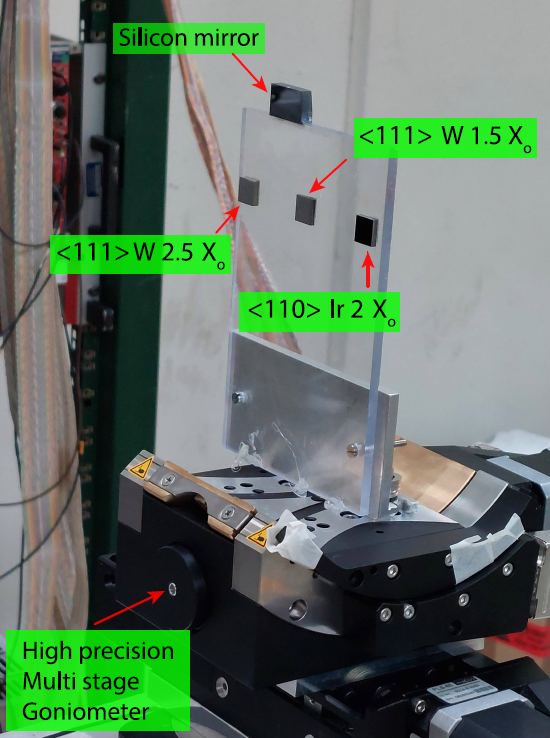 Silicon mirror
<111> W 1.5 Xₒ
<111> W 2.5 Xₒ
<110> Ir 2 Xₒ
High precision
Multi stage
Goniometer